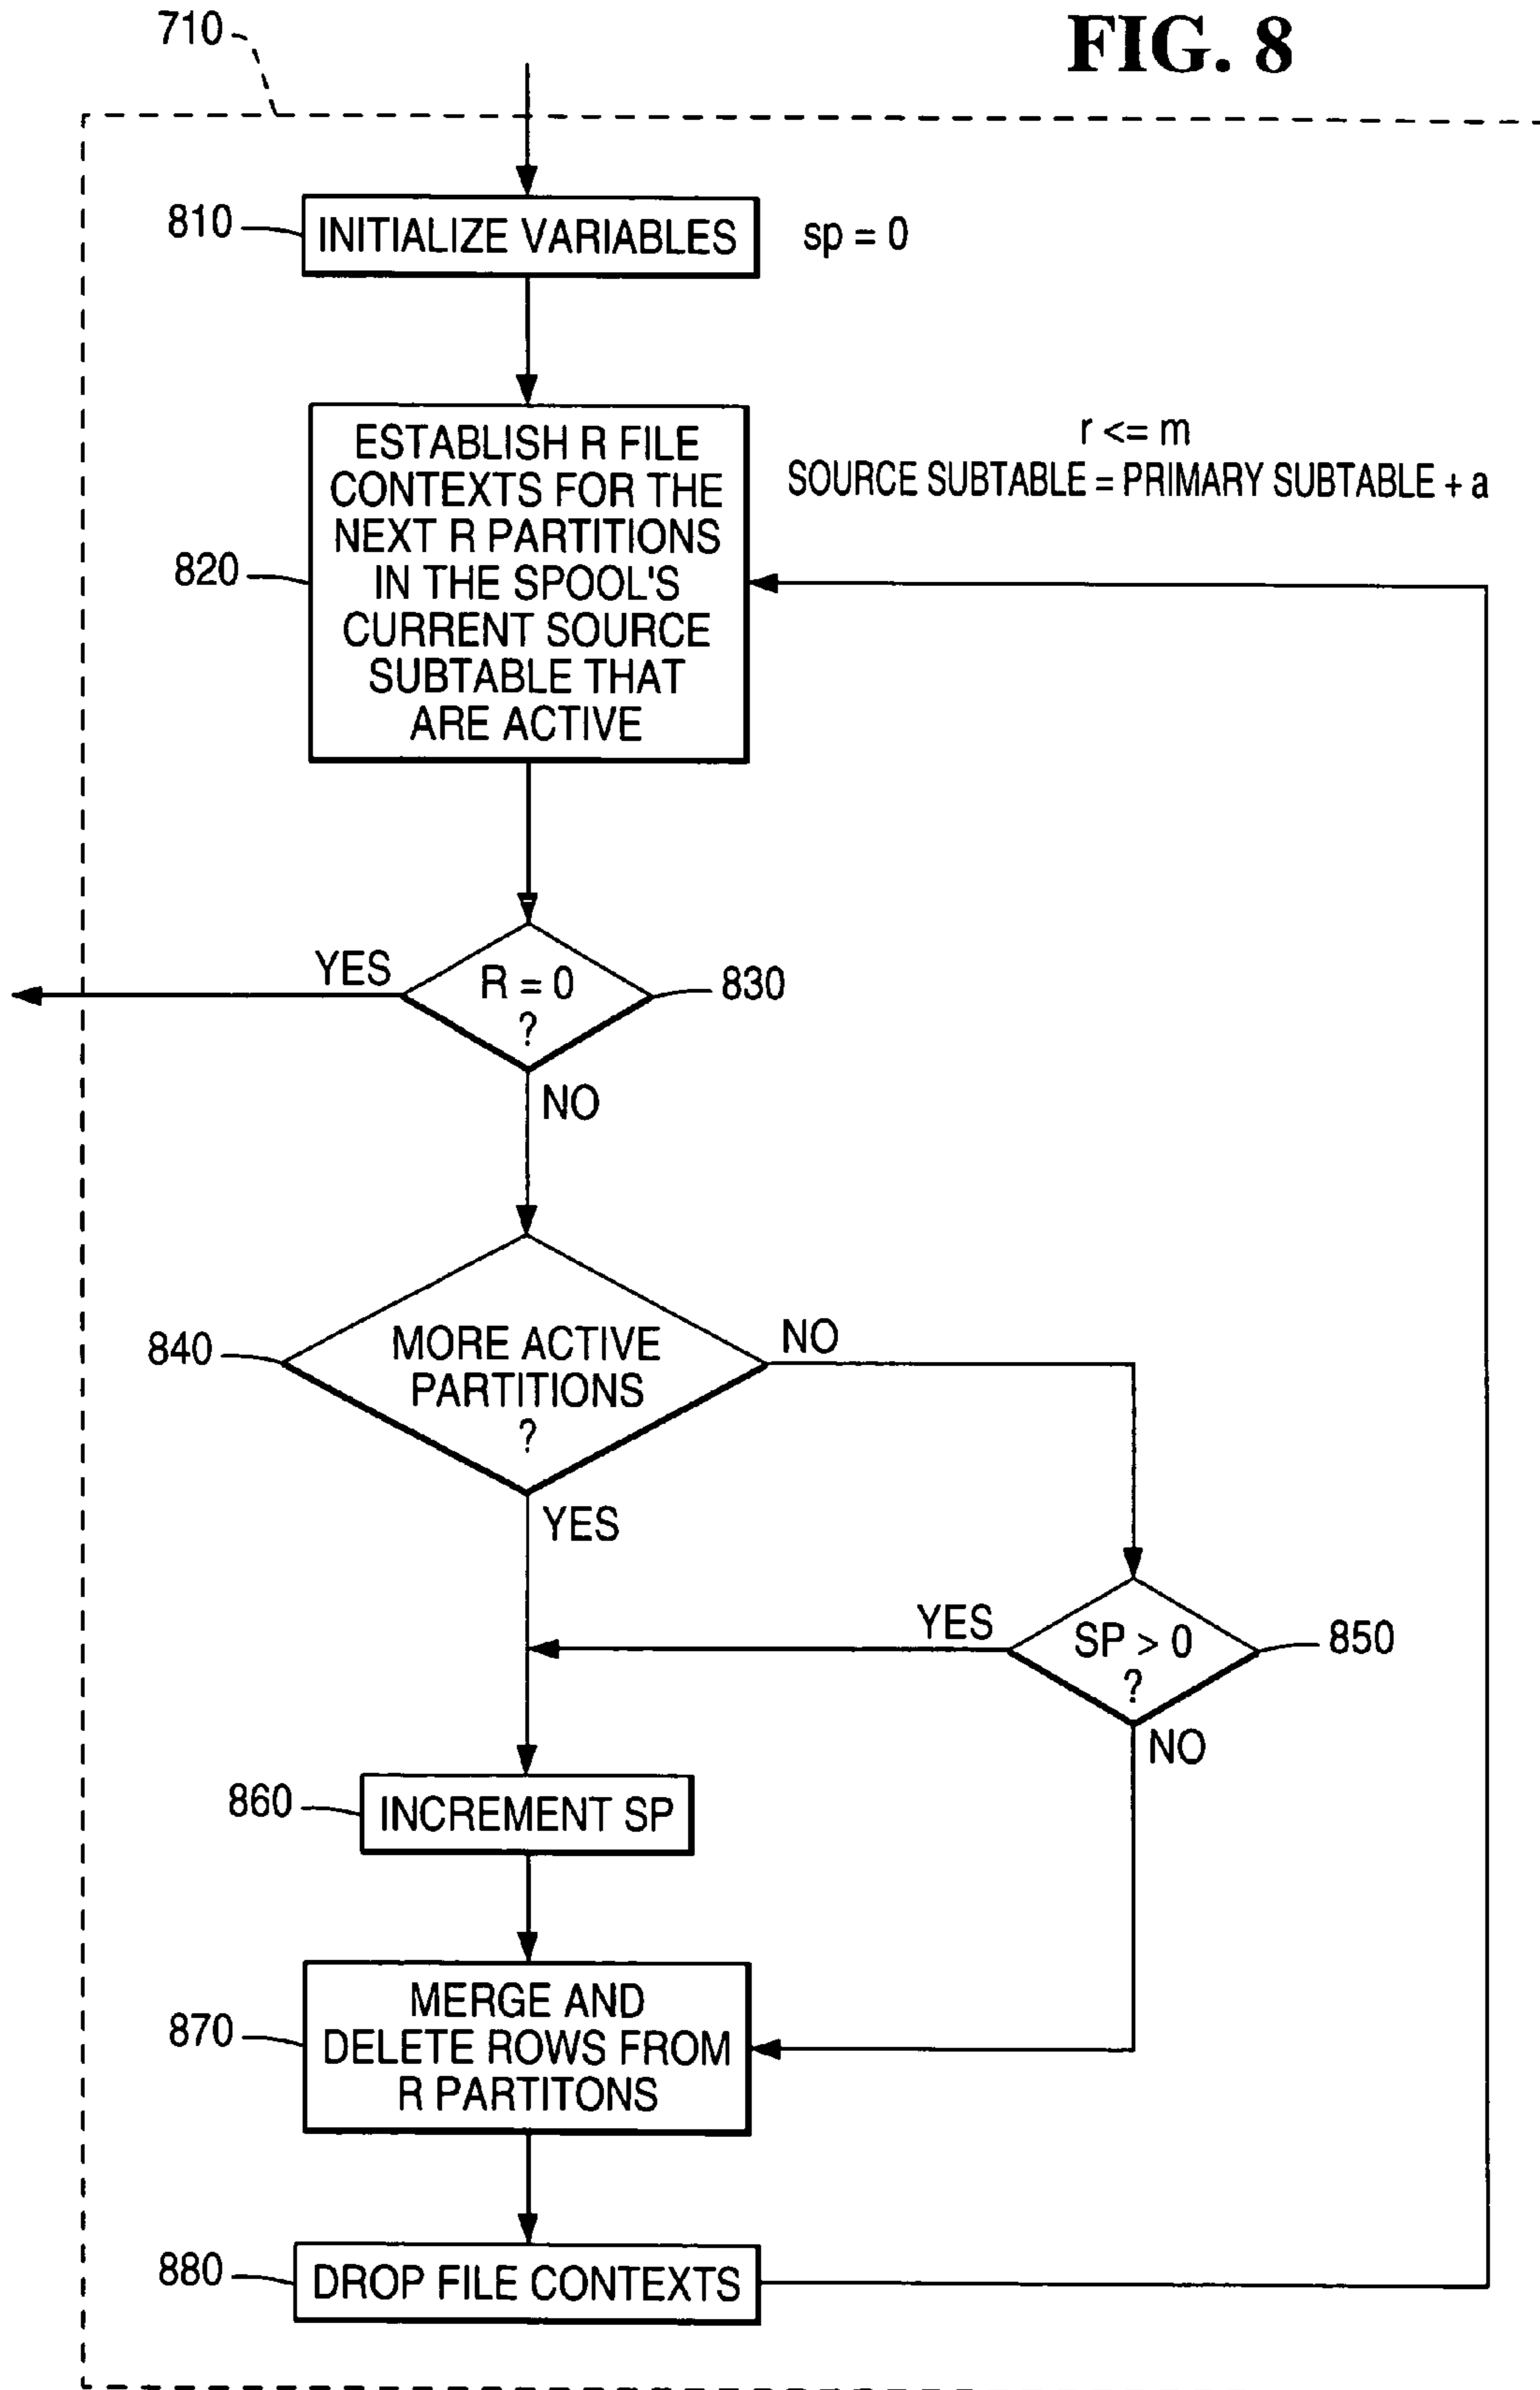 710
FIG. 8
810
INITIALIZE VARIABLES
sp = 0
ESTABLISH R FILE
CONTEXTS FOR THE
NEXT R PARTITIONS
IN THE SPOOL'S
CURRENT SOURCE
SUBTABLE THAT
ARE ACTIVE
r <= m
SOURCE SUBTABLE = PRIMARY SUBTABLE + a
820
YES
R = 0
?
830
NO
840
MORE ACTIVE
PARTITIONS
?
NO
YES
YES
SP > 0
?
850
NO
860
INCREMENT SP
870
MERGE AND
DELETE ROWS FROM
R PARTITONS
880
DROP FILE CONTEXTS